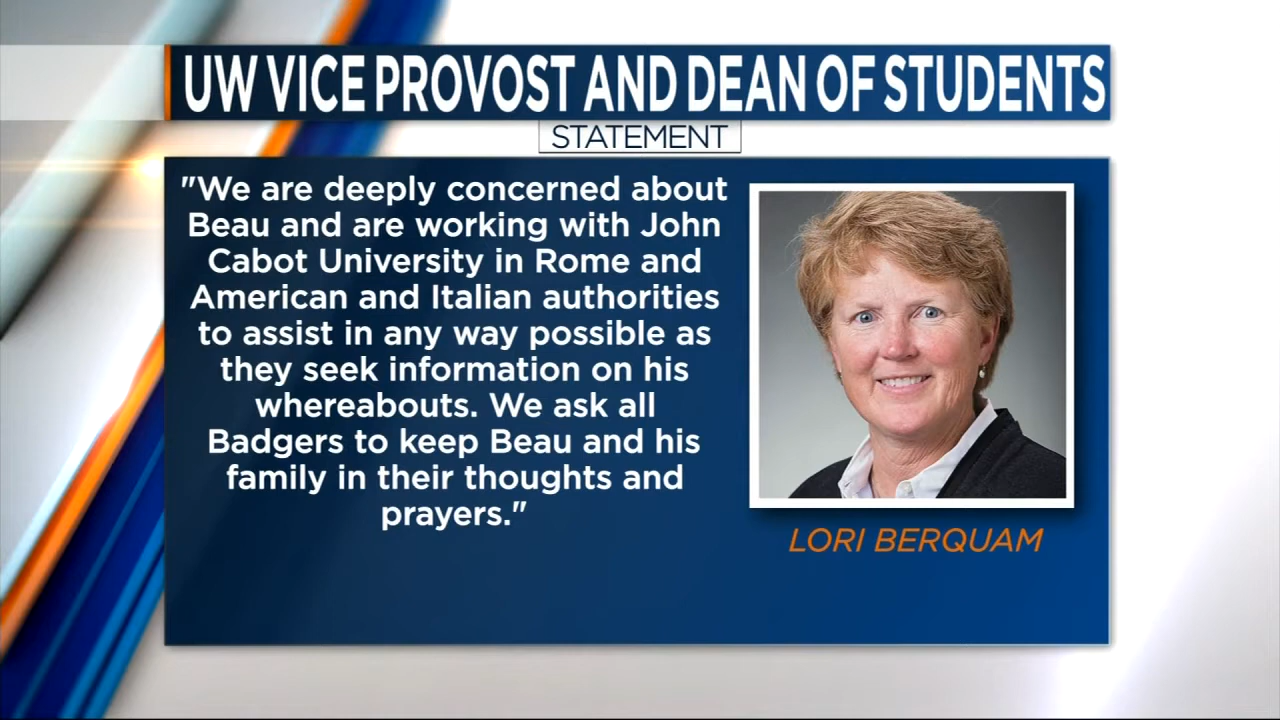 UW VICE PROVOST AND DEAN OF STUDENTS
STATEMENT
"We are deeply concerned about
Beau and are working with John
Cabot University in Rome and
American and Italian authorities
to assist in any way possible as
they seek information on his
whereabouts. We ask all
Badgers to keep Beau and his
family in their thoughts and
prayers."
LORI BERQUAM